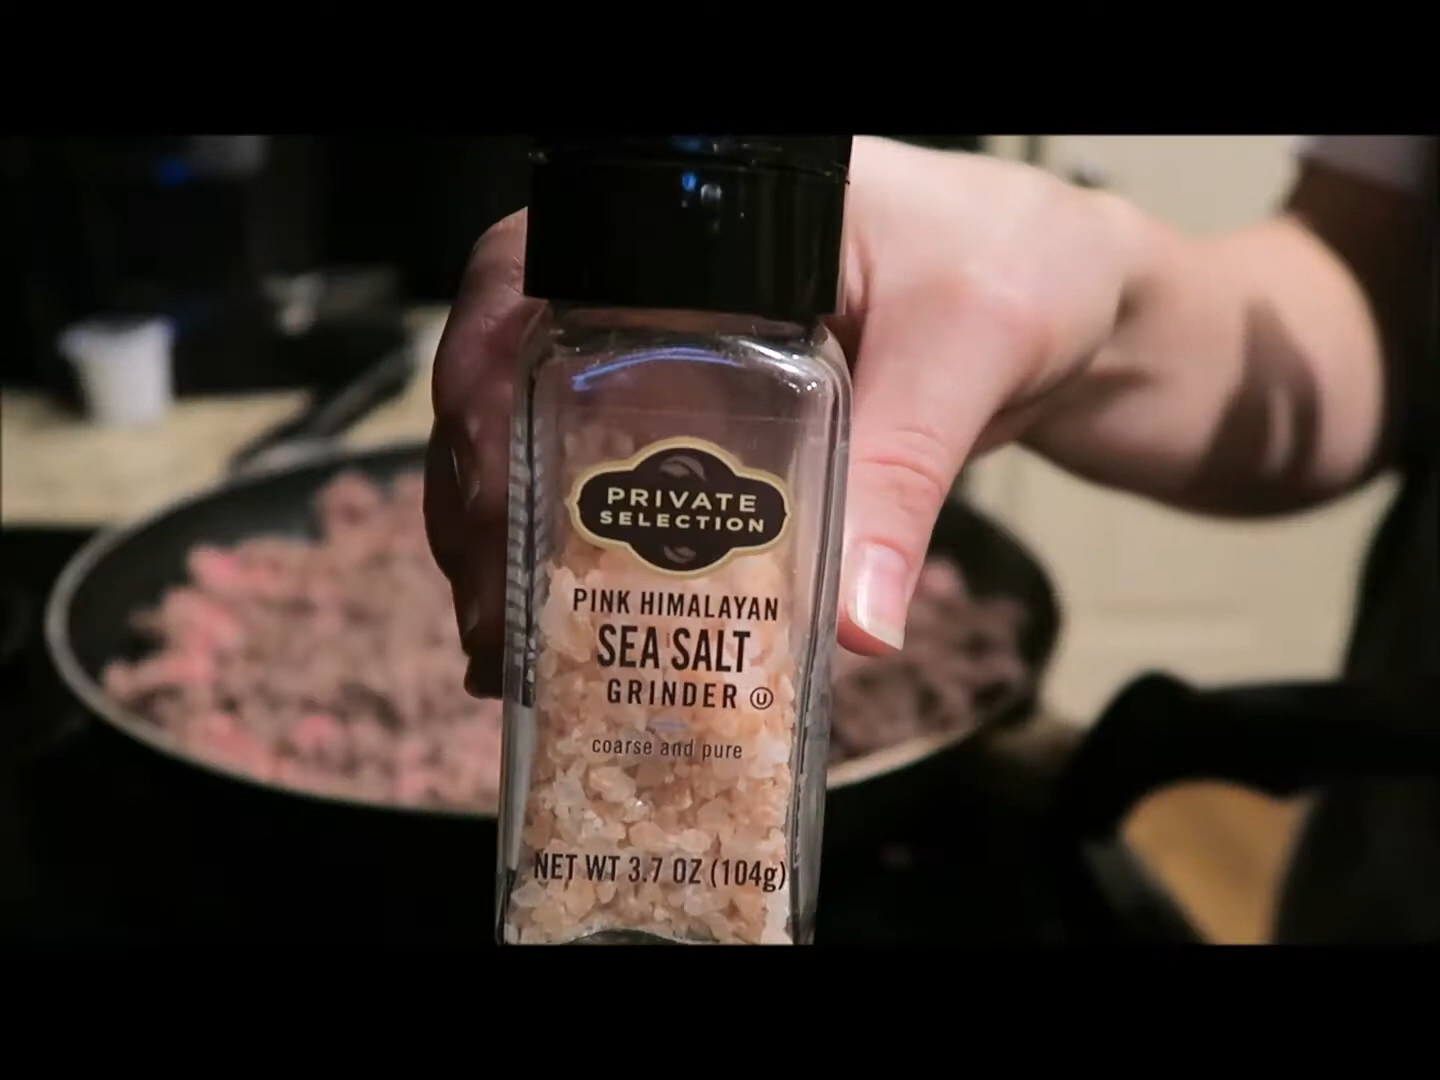 PRIVATE
SELECTION
PINK HIMALAYAN
SEA SALT
GRINDER Ⓤ
coarse and pure
NET WT 3.7 OZ (104g)